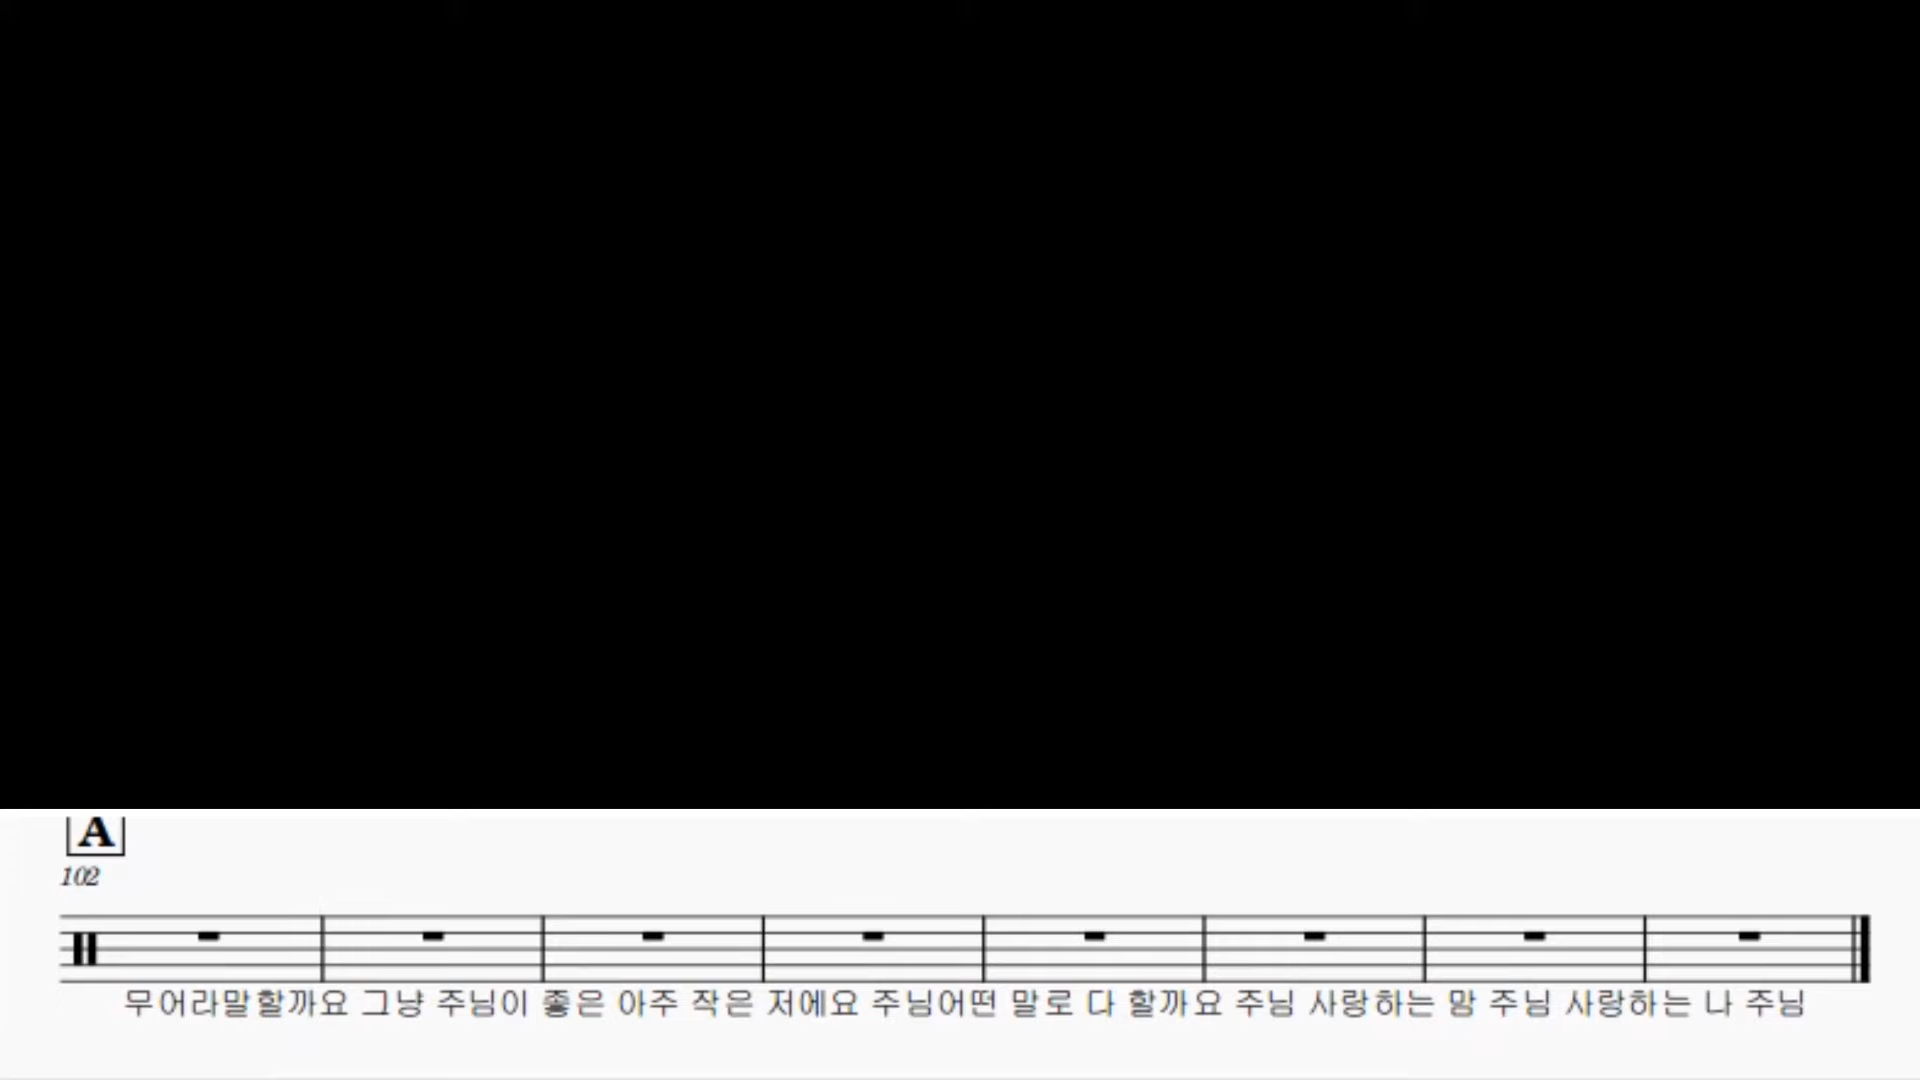 A
102
무어라말할까요 그냥 주님이 좋은 아주 작은 저에요 주님어떤 말로 다 할까요 주님 사랑하는 맘 주님 사랑하는 나 주님